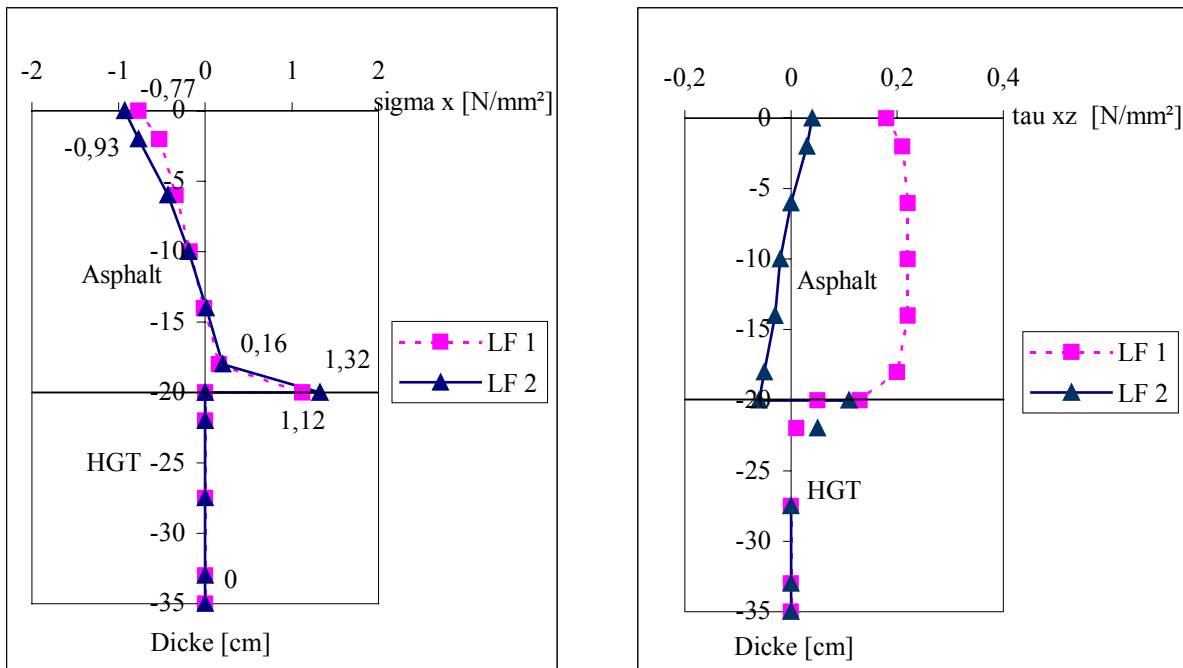 -2 -1 0 1 2
sigma x [N/mm²]
-0,77
0
-0,93
-5
-10
Asphalt
-15
0,16
1,32
-20
1,12
HGT
-25
-30
0
-35
Dicke [cm]
LF 1
LF 2
-0,2 0 0,2 0,4
tau xz [N/mm²]
0
-5
-10
Asphalt
-15
-20
-25
HGT
-30
-35
Dicke [cm]
LF 1
LF 2